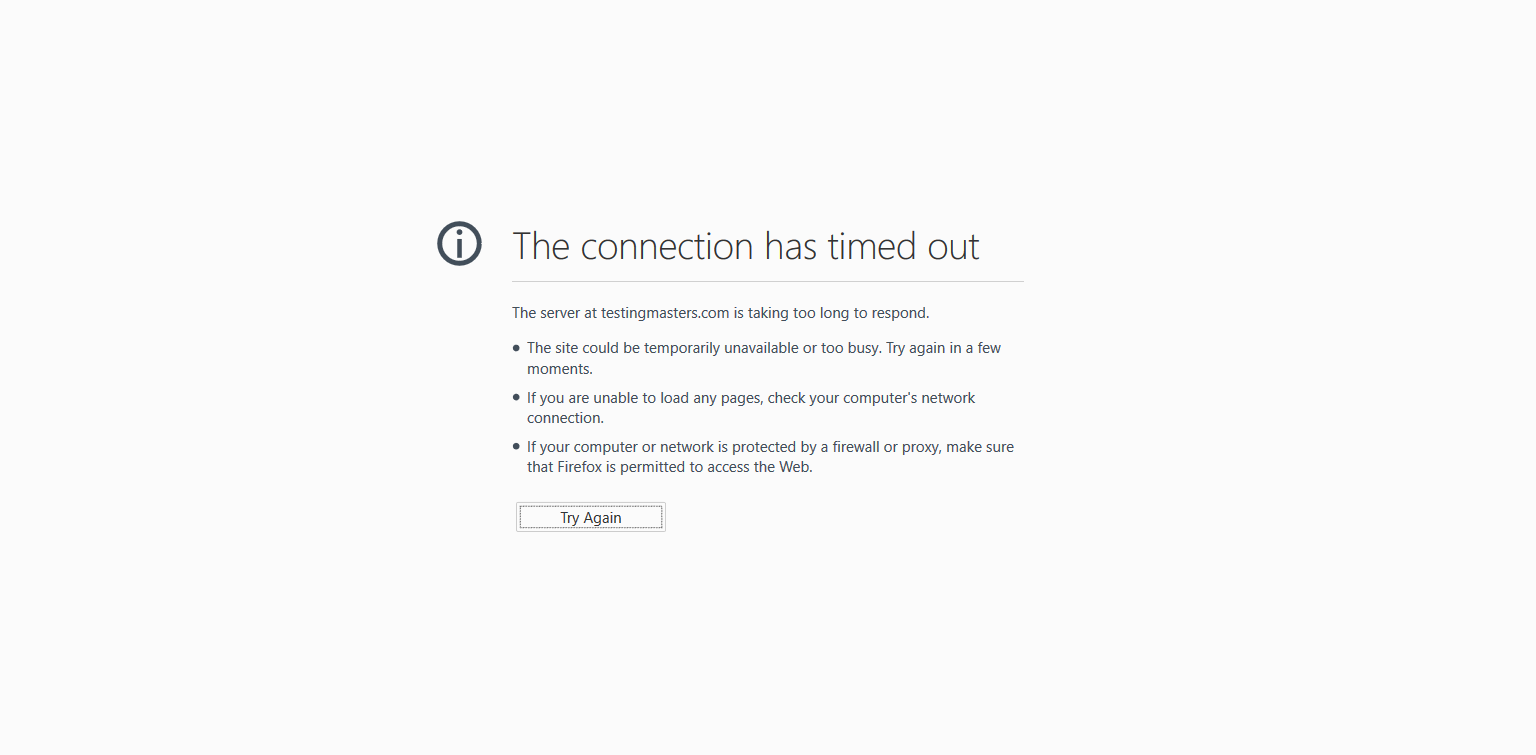 The connection has timed out
The server at testingmasters.com is taking too long to respond.
The site could be temporarily unavailable or too busy. Try again in a few
moments.
If you are unable to load any pages, check your computer's network
connection.
If your computer or network is protected by a firewall or proxy, make sure
that Firefox is permitted to access the Web.
Try Again